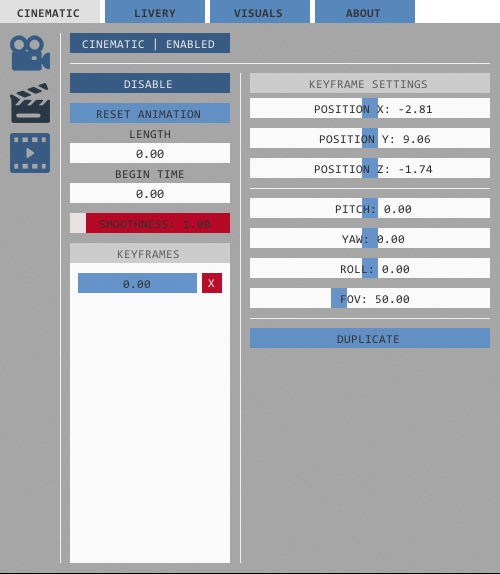 CINEMATIC
LIVERY
VISUALS
ABOUT
CINEMATIC | ENABLED
DISABLE
RESET ANIMATION
LENGTH
0.00
BEGIN TIME
0.00
SMOOTHNESS: 1.00
KEYFRAMES
0.00
X
KEYFRAME SETTINGS
POSITION X: -2.81
POSITION Y: 9.06
POSITION Z: -1.74
PITCH: 0.00
YAW: 0.00
ROLL: 0.00
FOV: 50.00
DUPLICATE